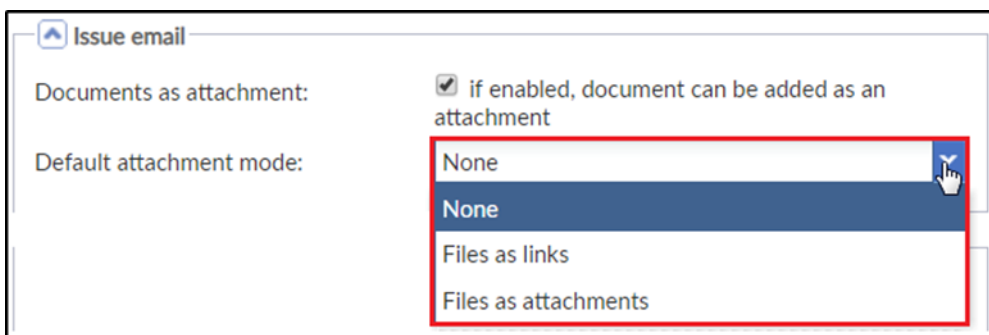 Issue email
Documents as attachment:
if enabled, document can be added as an
attachment
Default attachment mode:
None
None
Files as links
Files as attachments